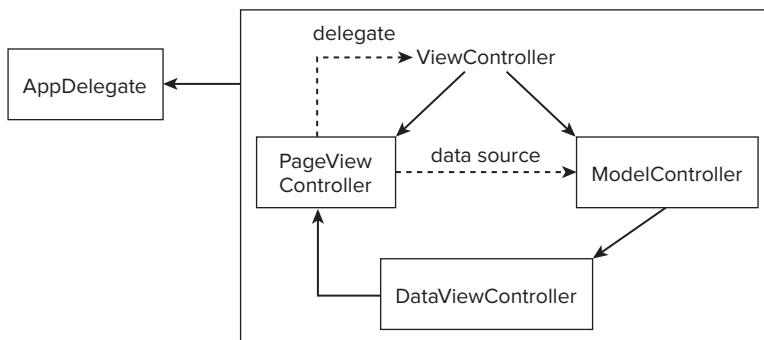 delegate
ViewController
AppDelegate
PageView
Controller
data source
ModelController
DataViewController